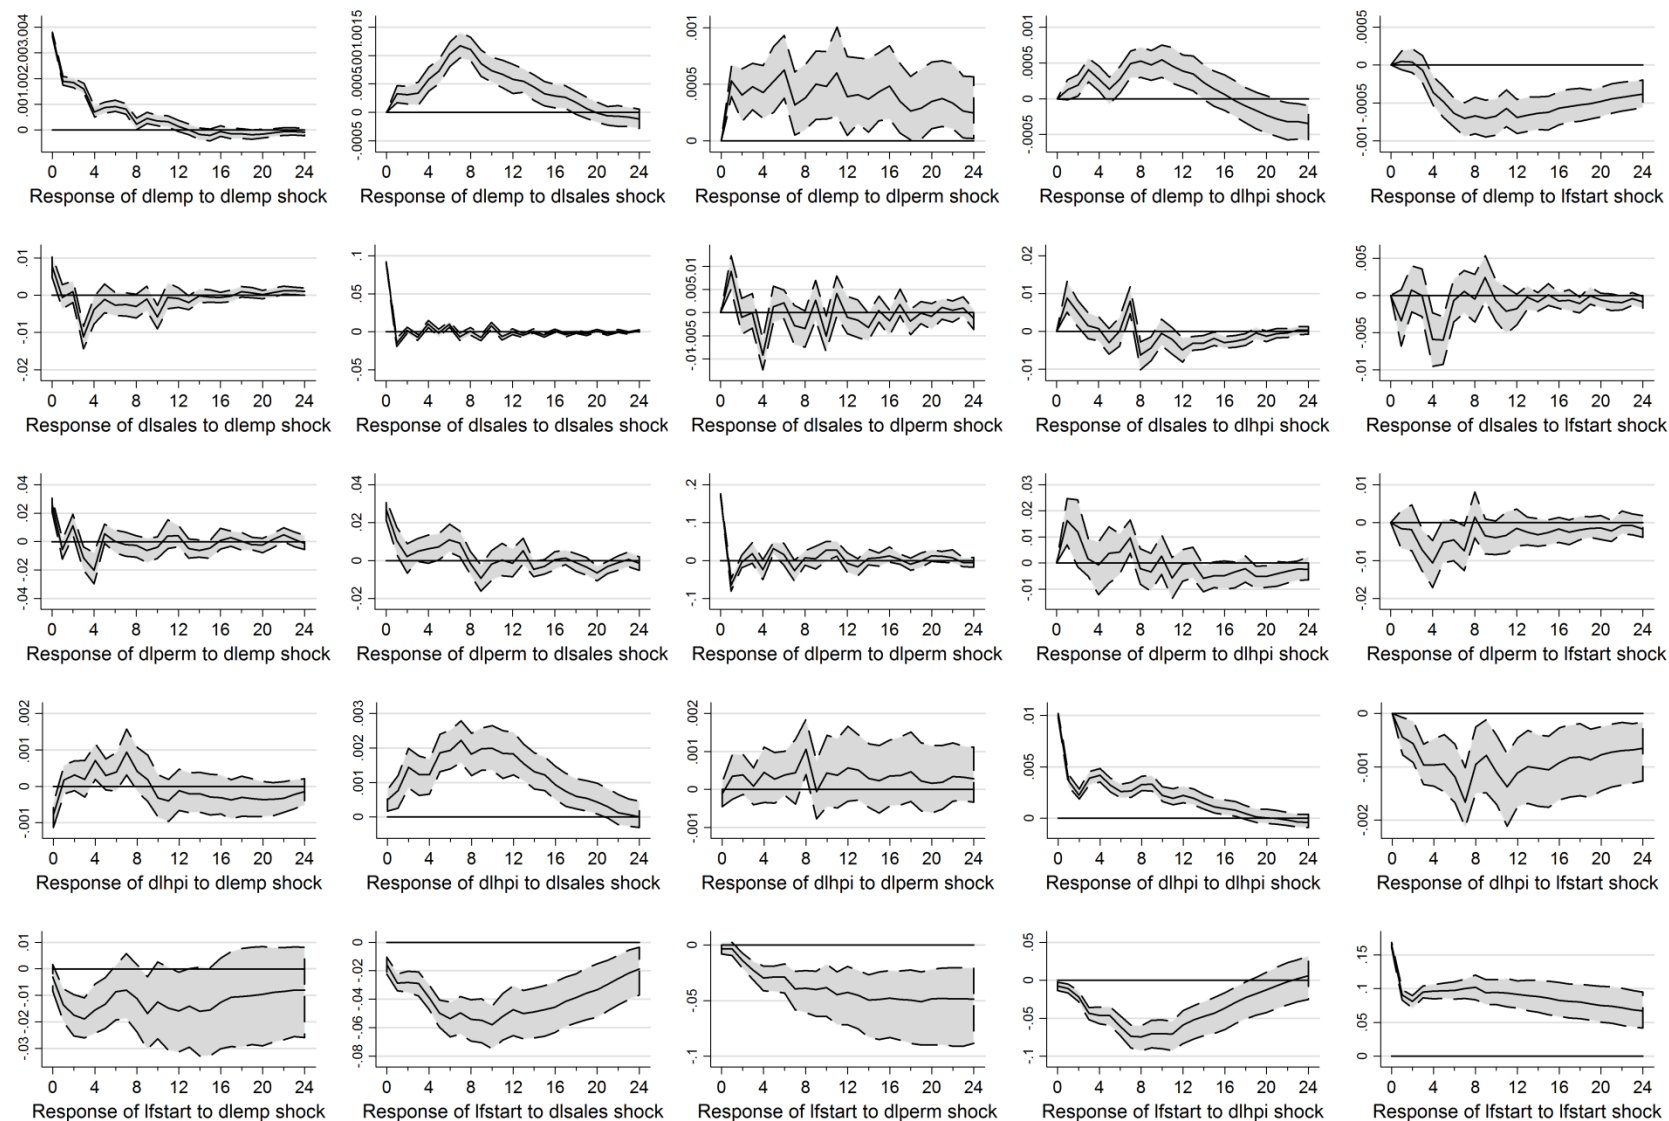 0 .001.002.003.004
0 4 8 12 16 20 24
Response of dlemp to dlemp shock
-.0005 0 .0005.001.0015
0 4 8 12 16 20 24
Response of dlemp to dlsales shock
0 .0005 .001
0 4 8 12 16 20 24
Response of dlemp to dlperm shock
-.0005 0 .0005 .001
0 4 8 12 16 20 24
Response of dlemp to dlhpi shock
-.001 -.0005 0 .0005
0 4 8 12 16 20 24
Response of dlemp to lfstart shock
-.02 -.01 0 .01
0 4 8 12 16 20 24
Response of dlsales to dlemp shock
-.05 0 .05 .1
0 4 8 12 16 20 24
Response of dlsales to dlsales shock
-.01-.005 0 .005.01
0 4 8 12 16 20 24
Response of dlsales to dlperm shock
-.01 0 .01 .02
0 4 8 12 16 20 24
Response of dlsales to dlhpi shock
-.01 -.005 0 .005
0 4 8 12 16 20 24
Response of dlsales to lfstart shock
-.04 -.02 0 .02 .04
0 4 8 12 16 20 24
Response of dlperm to dlemp shock
-.02 0 .02 .04
0 4 8 12 16 20 24
Response of dlperm to dlsales shock
-.1 0 .1 .2
0 4 8 12 16 20 24
Response of dlperm to dlperm shock
-.01 0 .01 .02 .03
0 4 8 12 16 20 24
Response of dlperm to dlhpi shock
-.02 -.01 0 .01
0 4 8 12 16 20 24
Response of dlperm to lfstart shock
-.001 0 .001 .002
0 4 8 12 16 20 24
Response of dlhpi to dlemp shock
0 .001 .002 .003
0 4 8 12 16 20 24
Response of dlhpi to dlsales shock
-.001 0 .001 .002
0 4 8 12 16 20 24
Response of dlhpi to dlperm shock
0 .005 .01
0 4 8 12 16 20 24
Response of dlhpi to dlhpi shock
-.002 -.001 0
0 4 8 12 16 20 24
Response of dlhpi to lfstart shock
-.03 -.02 -.01 0 .01
0 4 8 12 16 20 24
Response of lfstart to dlemp shock
-.08 -.06 -.04 -.02 0
0 4 8 12 16 20 24
Response of lfstart to dlsales shock
-.1 -.05 0
0 4 8 12 16 20 24
Response of lfstart to dlperm shock
-.1 -.05 0 .05
0 4 8 12 16 20 24
Response of lfstart to dlhpi shock
0 .05 .1 .15
0 4 8 12 16 20 24
Response of lfstart to lfstart shock